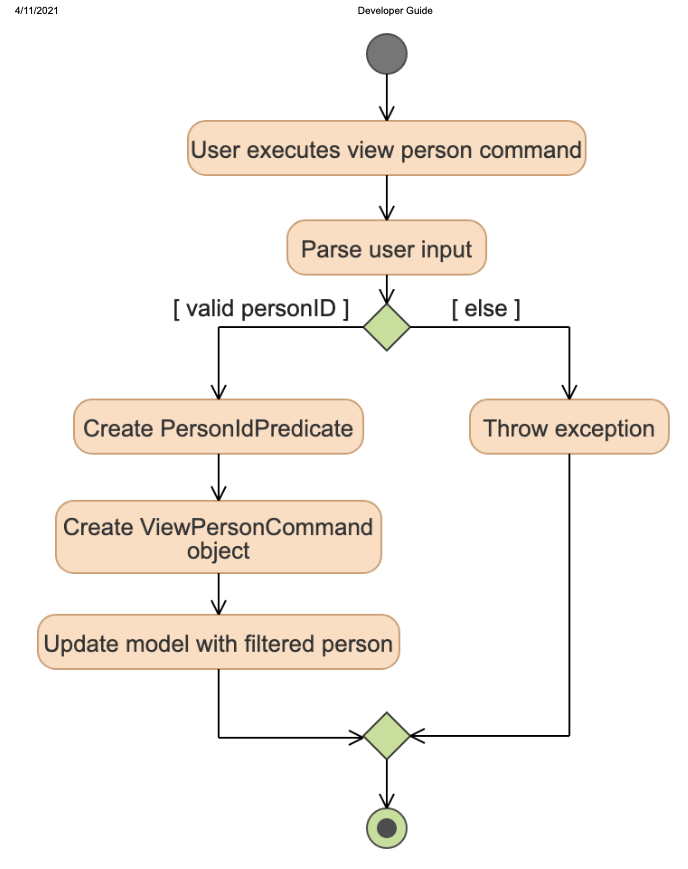 4/11/2021
Developer Guide
User executes view person command
Parse user input
[ valid personID ]
[ else ]
Create PersonIdPredicate
Throw exception
Create ViewPersonCommand
object
Update model with filtered person